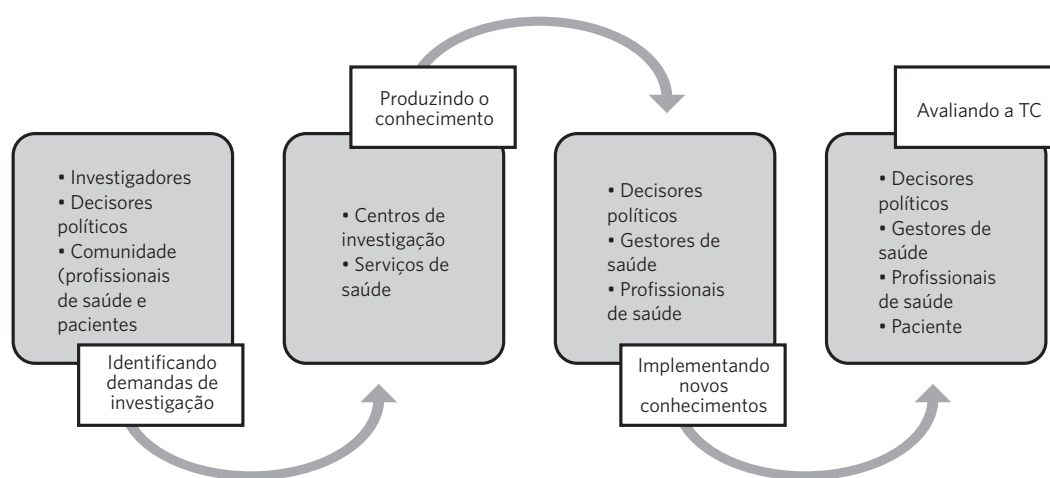 • Investigadores
• Decisores
políticos
• Comunidade
(profissionais
de saúde e
pacientes
Identificando
demandas de
investigação
Produzindo o
conhecimento
• Centros de
investigação
• Serviços de
saúde
• Decisores
políticos
• Gestores de
saúde
• Profissionais
de saúde
Implementando
novos
conhecimentos
Avaliando a TC
• Decisores
políticos
• Gestores de
saúde
• Profissionais
de saúde
• Paciente